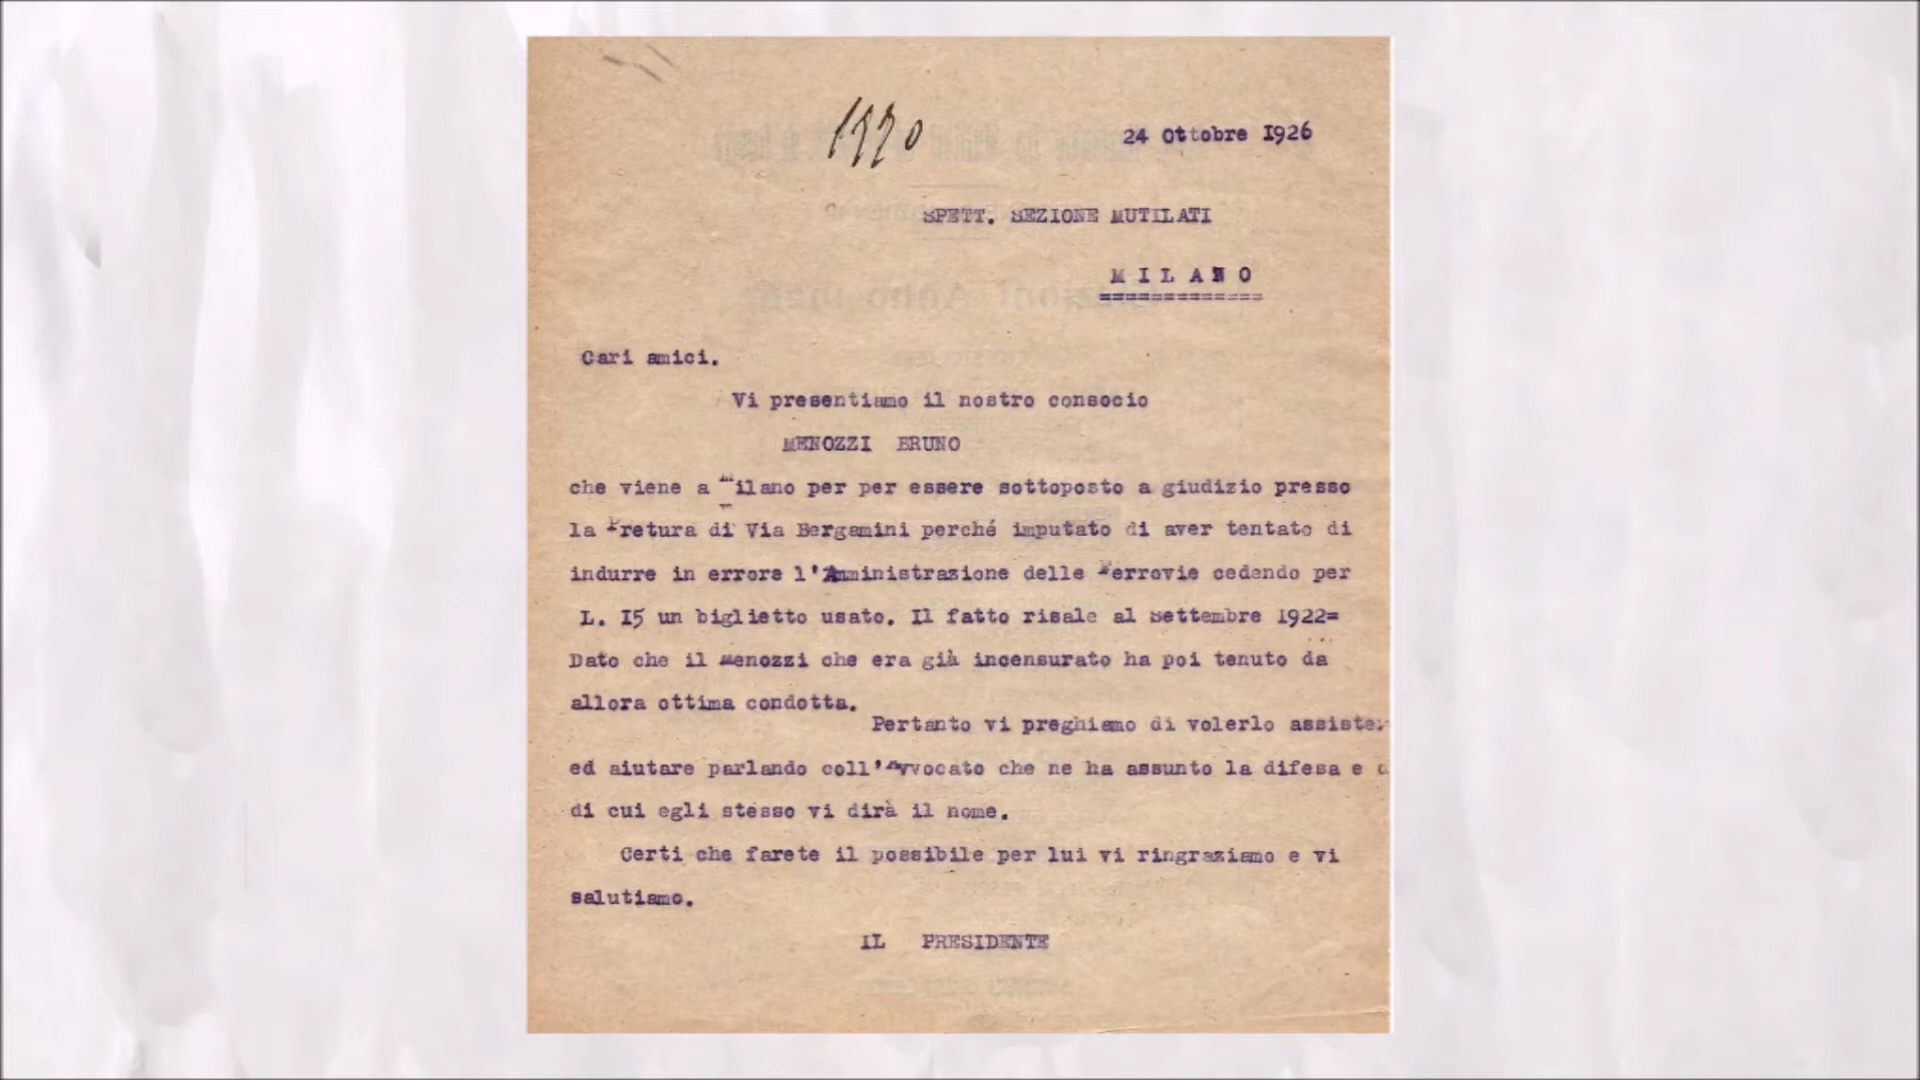 1970
24 Ottobre 1926
SPETT. SEZIONE MUTILATI
MILANO
Cari amici.
Vi presentiamo il nostro consocio
MENOZZI BRUNO
che viene a Milano per per essere sottoposto a giudizio presso
la Pretura di Via Bergamini perché imputato di aver tentato di
indurre in errore l'Amministrazione delle Ferrovie cedendo per
L. I5 un biglietto usato. Il fatto risale al Settembre I922=
Dato che il Menozzi che era già incensurato ha poi tenuto da
allora ottima condotta.
Pertanto vi preghiamo di volerlo assister
ed aiutare parlando coll'Avvocato che ne ha assunto la difesa e
di cui egli stesso vi dirà il nome.
Certi che farete il possibile per lui vi ringraziamo e vi
salutiamo.
IL PRESIDENTE